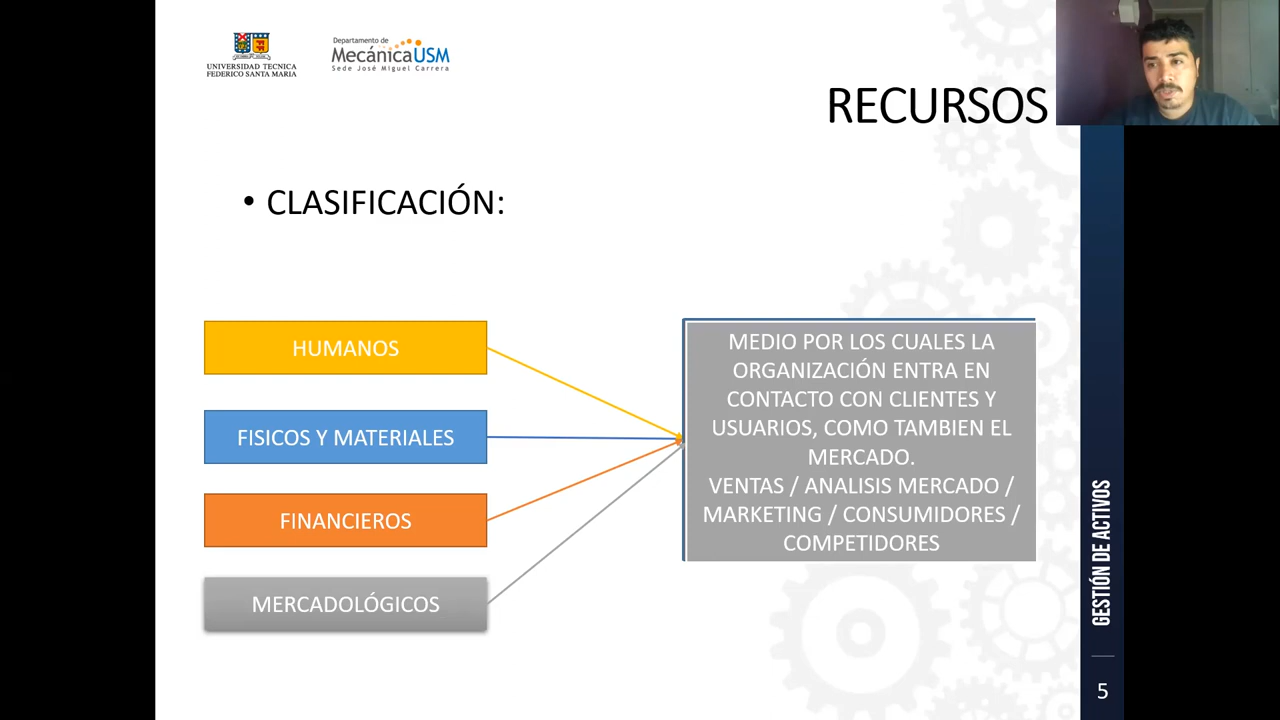 UNIVERSIDAD TECNICA
FEDERICO SANTA MARIA
Departamento de
MecánicaUSM
Sede José Miguel Carrera
RECURSOS
• CLASIFICACIÓN:
HUMANOS
FISICOS Y MATERIALES
FINANCIEROS
MERCADOLÓGICOS
MEDIO POR LOS CUALES LA
ORGANIZACIÓN ENTRA EN
CONTACTO CON CLIENTES Y
USUARIOS, COMO TAMBIEN EL
MERCADO.
VENTAS / ANALISIS MERCADO /
MARKETING / CONSUMIDORES /
COMPETIDORES
GESTIÓN DE ACTIVOS
5